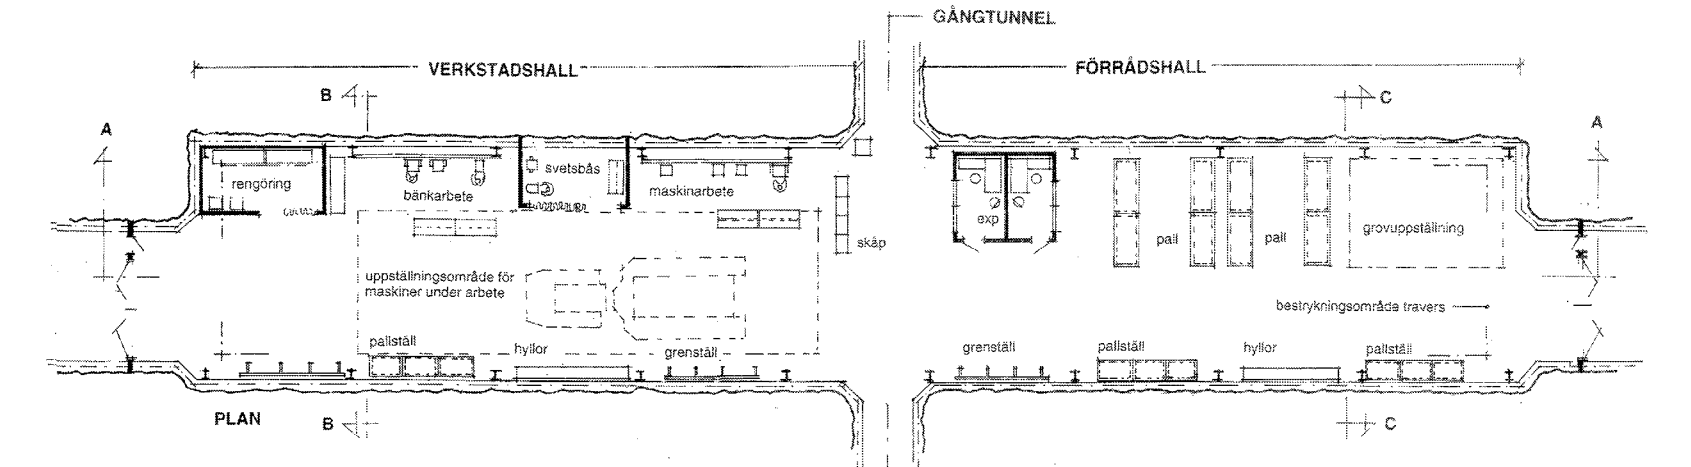 GÅNGTUNNEL
VERKSTADSHALL
FÖRRÅDSHALL
B
C
A
A
rengöring
bänkarbete
svetsbås
maskinarbete
skåp
exp
pall
pall
grovuppställning
uppställningsområde för
maskiner under arbete
bestrykningsområde travers
pallställ
hyllor
grenställ
grenställ
pallställ
hyllor
pallställ
PLAN
B
C